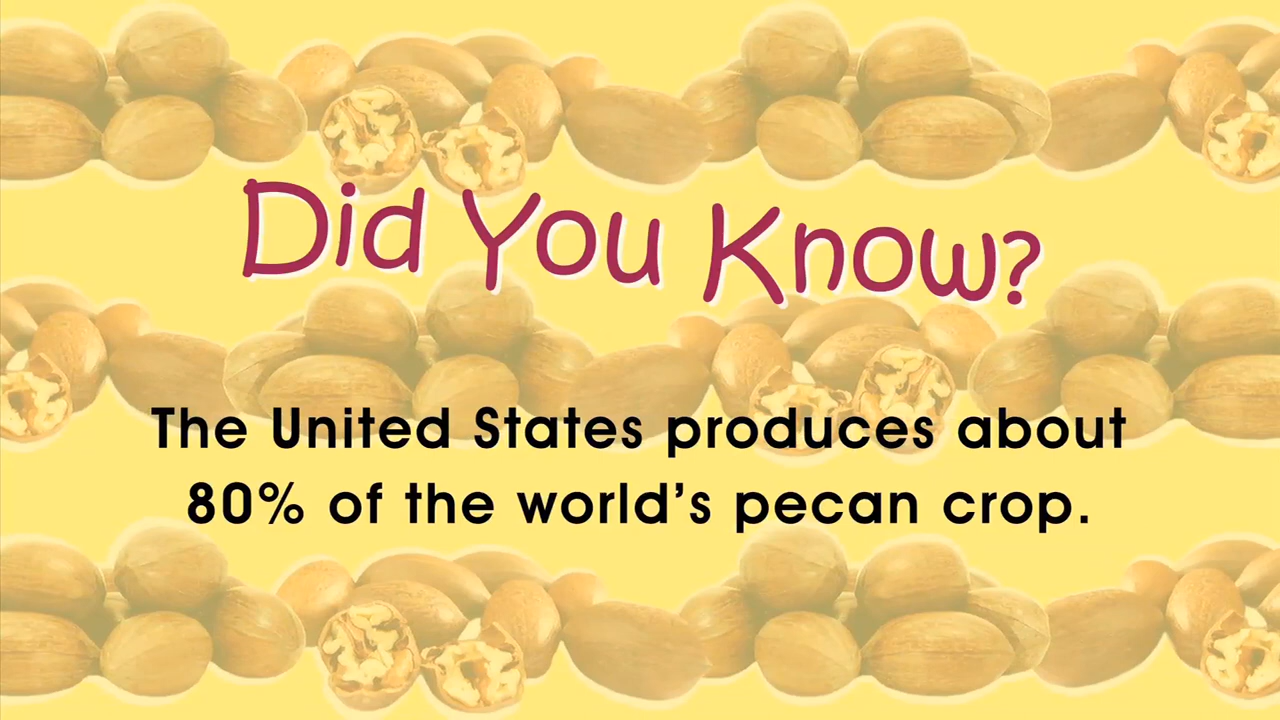 Did You Know?
The United States produces about
80% of the world’s pecan crop.